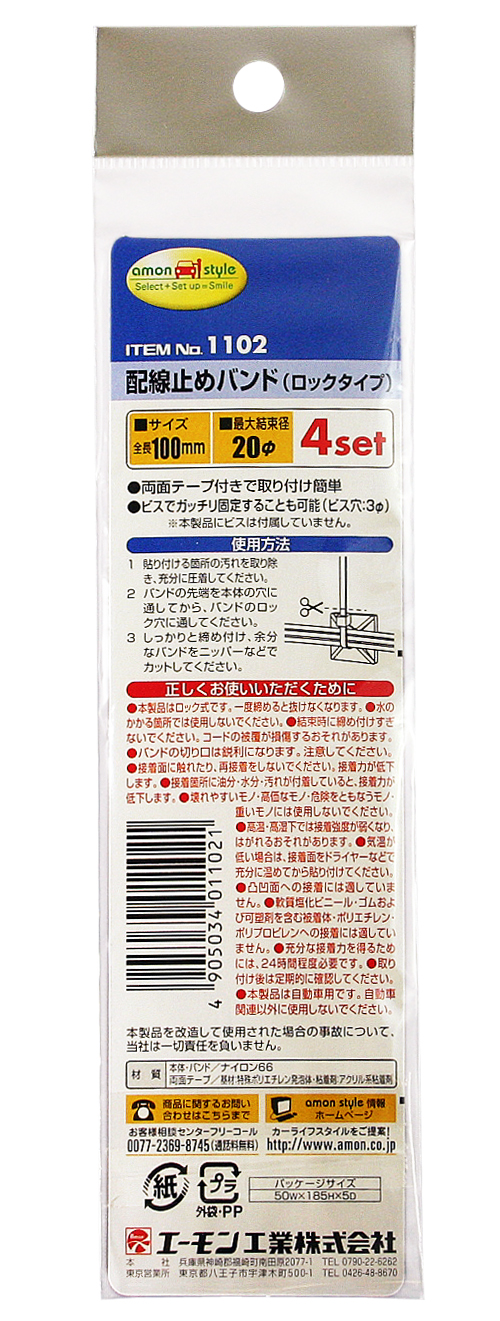 amon style
Select+Set up=Smile
ITEM No.1102
配線止めバンド(ロックタイプ)
■サイズ
全長100mm
■最大結束径
20φ
4set
●両面テープ付きで取り付け簡単
●ビスでガッチリ固定することも可能(ビス穴:3φ)
※本製品にビスは付属していません。
使用方法
1 貼り付ける箇所の汚れを取り除
き、充分に圧着してください。
2 バンドの先端を本体の穴に
通してから、バンドのロッ
ク穴に通してください。
3 しっかりと締め付け、余分
なバンドをニッパーなどで
カットしてください。
正しくお使いいただくために
●本製品はロック式です。一度締めると抜けなくなります。●水の
かかる箇所では使用しないでください。●結束時に締め付けすぎ
ないでください。コードの被覆が損傷するおそれがあります。
●バンドの切り口は鋭利になります。注意してください。
●接着面に触れたり、再接着をしないでください。接着力が低下
します。●接着箇所に油分・水分・汚れが付着していると、接着力が
低下します。●壊れやすいモノ・高価なモノ・危険をともなうモノ・
重いモノには使用しないでください。
●高温・高湿下では接着強度が弱くなり、
はがれるおそれがあります。●気温が
低い場合は、接着面をドライヤーなどで
充分に温めてから貼り付けてください。
●凸凹面への接着には適していま
せん。●軟質塩化ビニール・ゴムおよ
び可塑剤を含む被着体・ポリエチレン・
ポリプロピレンへの接着には適してい
ません。●充分な接着力を得るため
には、24時間程度必要です。●取り
付け後は定期的に確認してください。
●本製品は自動車用です。自動車
関連以外に使用しないでください。
4 905034 011021
本製品を改造して使用された場合の事故について、
当社は一切責任を負いません。
材質
本体・バンド/ナイロン66
両面テープ/基材:特殊ポリエチレン発泡体・粘着剤:アクリル系粘着剤
商品に関するお問い
合わせはこちらまで
お客様相談センターフリーコール
0077-2369-8745(通話料無料)
amon style 情報
ホームページ
カーライフスタイルをご提案!
http://www.amon.co.jp
紙
プラ
外袋・PP
パッケージサイズ
50W×185H×5D
エーモン工業株式会社
本社 兵庫県神崎郡福崎町南田原2077-1 TEL 0790-22-6262
東京営業所 東京都八王子市宇津木町500-1 TEL 0426-48-8670